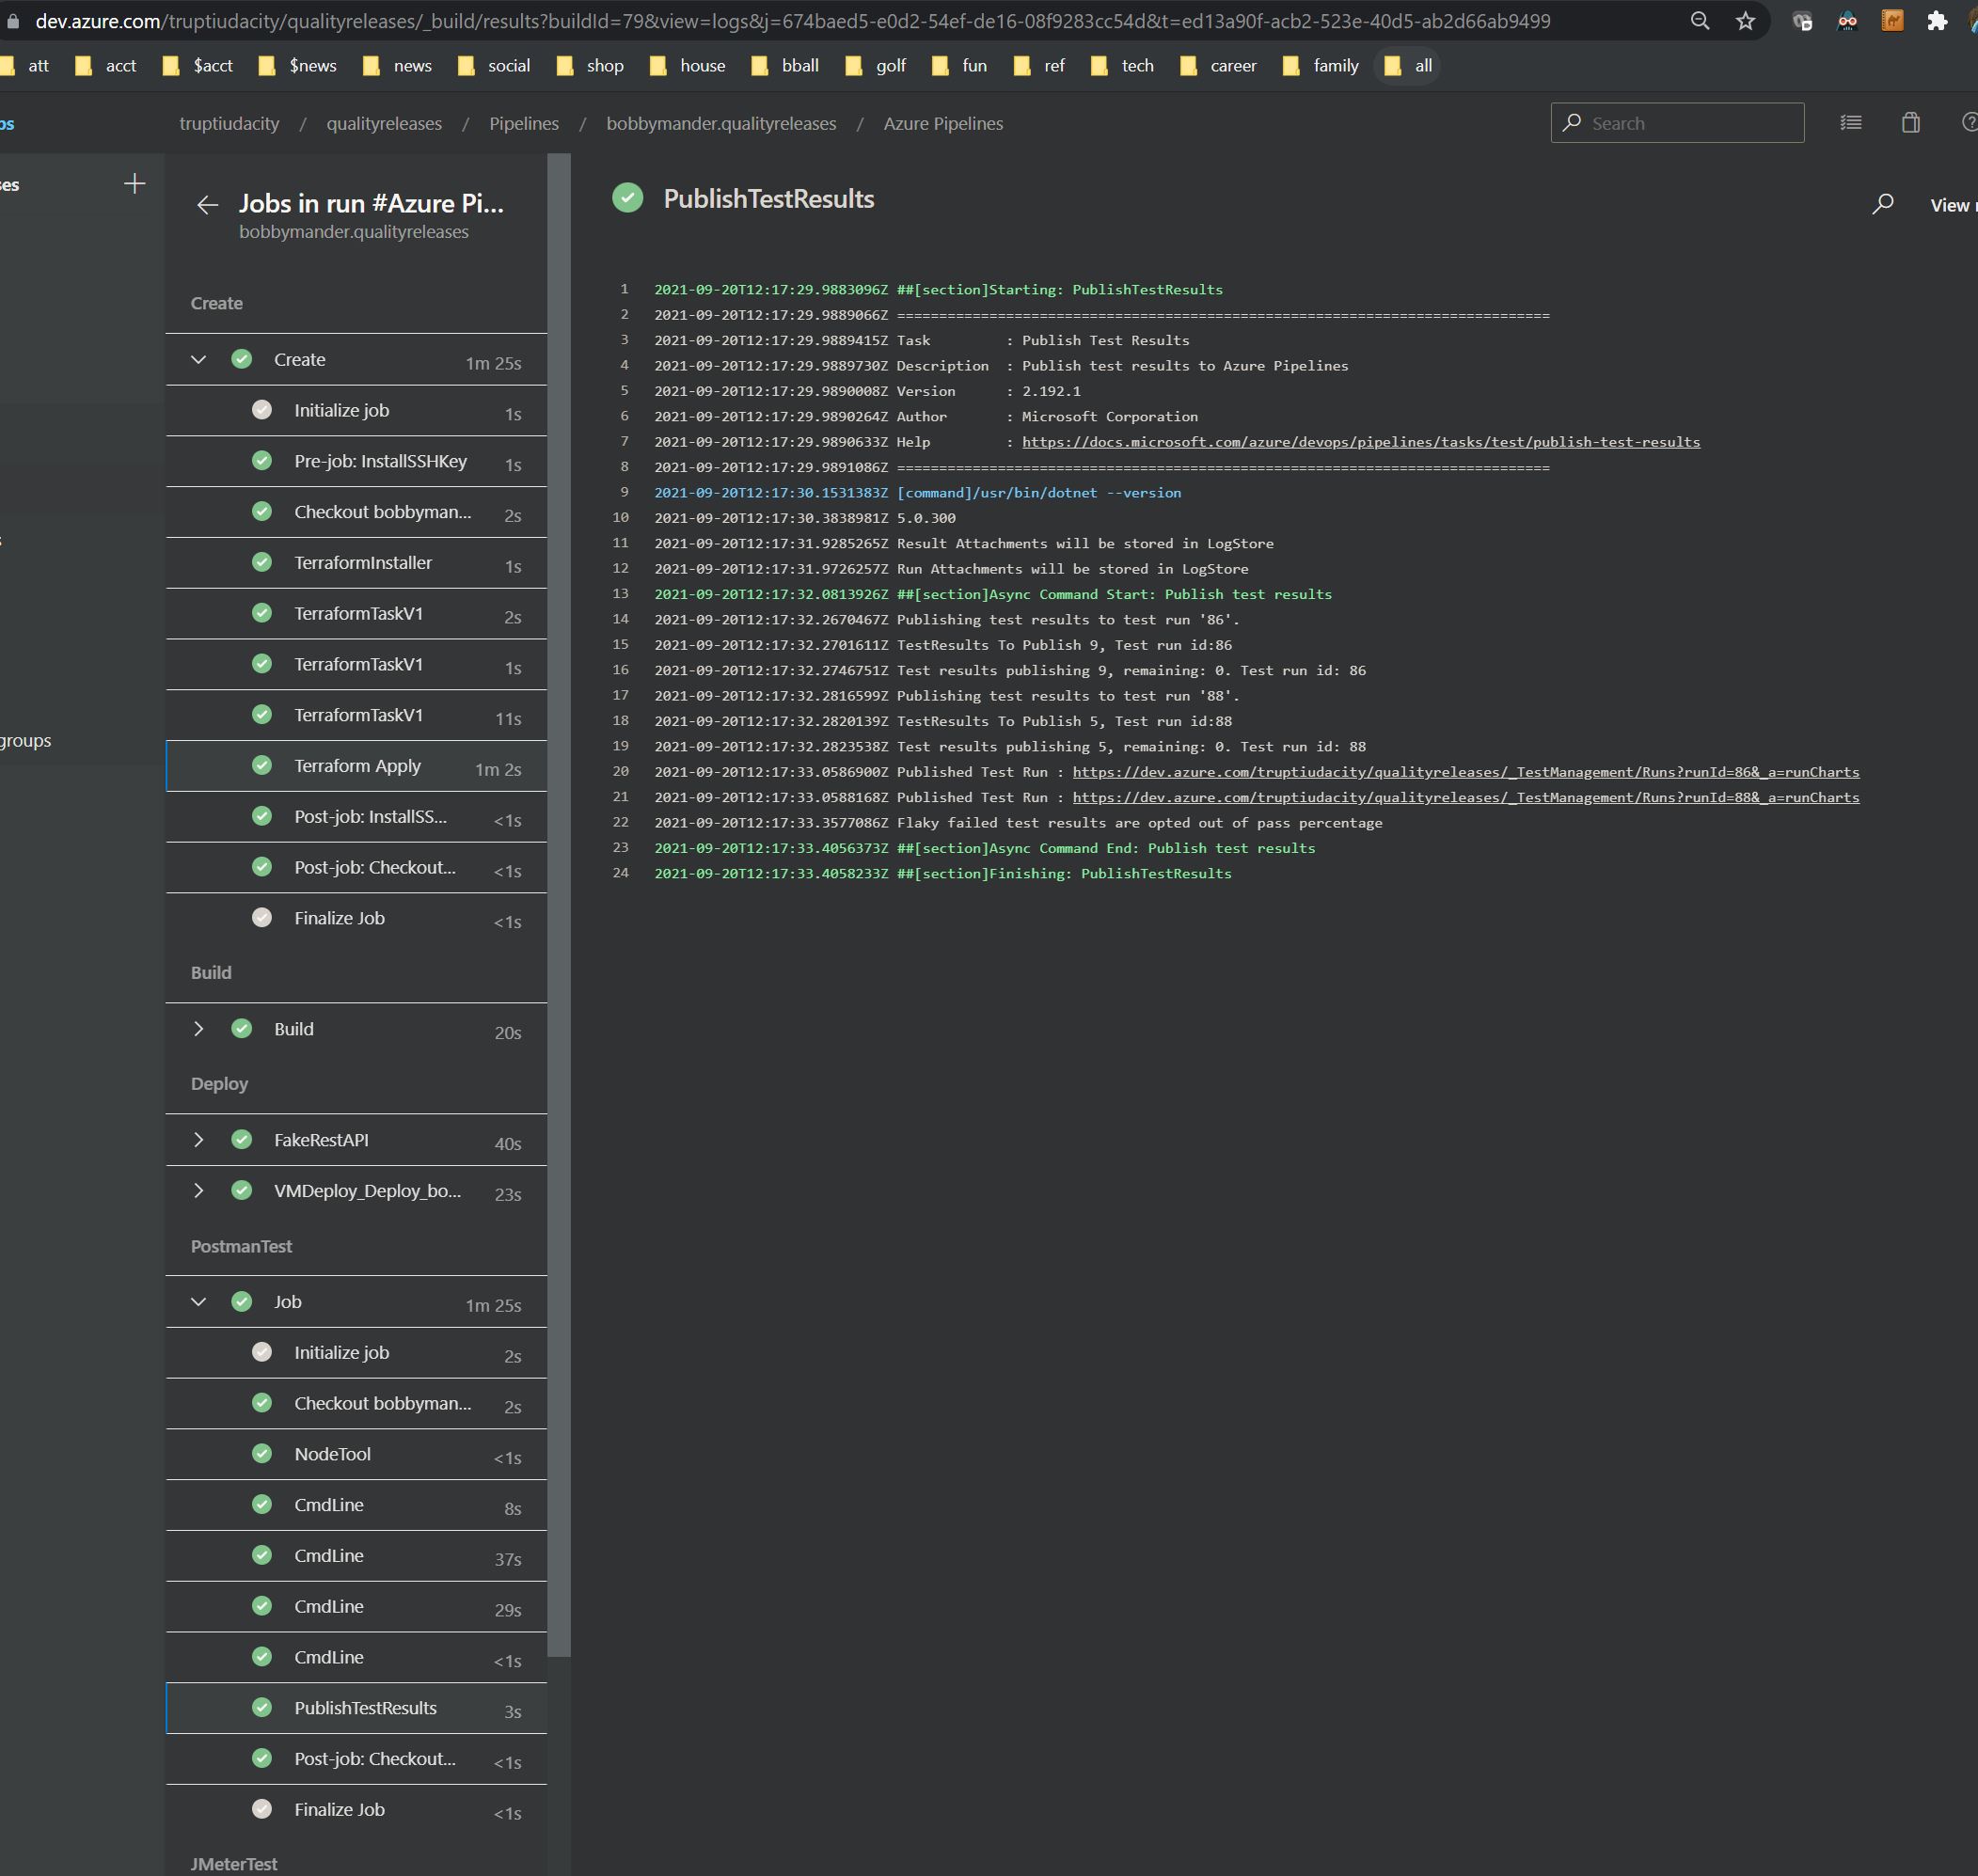 dev.azure.com/truptiudacity/qualityreleases/_build/results?buildId=79&view=logs&j=674baed5-e0d2-54ef-de16-08f9283cc54d&t=ed13a90f-acb2-523e-40d5-ab2d66ab9499
att acct $acct $news news social shop house bball golf fun ref tech career family all
truptiudacity / qualityreleases / Pipelines / bobbymander.qualityreleases / Azure Pipelines
Search
groups
Jobs in run #Azure Pi...
bobbymander.qualityreleases
Create
Create 1m 25s
Initialize job 1s
Pre-job: InstallSSHKey 1s
Checkout bobbyman... 2s
TerraformInstaller 1s
TerraformTaskV1 2s
TerraformTaskV1 1s
TerraformTaskV1 11s
Terraform Apply 1m 2s
Post-job: InstallSS... <1s
Post-job: Checkout... <1s
Finalize Job <1s
Build
Build 20s
Deploy
FakeRestAPI 40s
VMDeploy_Deploy_bo... 23s
PostmanTest
Job 1m 25s
Initialize job 2s
Checkout bobbyman... 2s
NodeTool <1s
CmdLine 8s
CmdLine 37s
CmdLine 29s
CmdLine <1s
PublishTestResults 3s
Post-job: Checkout... <1s
Finalize Job <1s
JMeterTest
PublishTestResults
View
1 2021-09-20T12:17:29.9883096Z ##[section]Starting: PublishTestResults
2 2021-09-20T12:17:29.9889066Z ==============================================================================
3 2021-09-20T12:17:29.9889415Z Task : Publish Test Results
4 2021-09-20T12:17:29.9889730Z Description : Publish test results to Azure Pipelines
5 2021-09-20T12:17:29.9890008Z Version : 2.192.1
6 2021-09-20T12:17:29.9890264Z Author : Microsoft Corporation
7 2021-09-20T12:17:29.9890633Z Help : https://docs.microsoft.com/azure/devops/pipelines/tasks/test/publish-test-results
8 2021-09-20T12:17:29.9891086Z ==============================================================================
9 2021-09-20T12:17:30.1531383Z [command]/usr/bin/dotnet --version
10 2021-09-20T12:17:30.3838981Z 5.0.300
11 2021-09-20T12:17:31.9285265Z Result Attachments will be stored in LogStore
12 2021-09-20T12:17:31.9726257Z Run Attachments will be stored in LogStore
13 2021-09-20T12:17:32.0813926Z ##[section]Async Command Start: Publish test results
14 2021-09-20T12:17:32.2670467Z Publishing test results to test run '86'.
15 2021-09-20T12:17:32.2701611Z TestResults To Publish 9, Test run id:86
16 2021-09-20T12:17:32.2746751Z Test results publishing 9, remaining: 0. Test run id: 86
17 2021-09-20T12:17:32.2816599Z Publishing test results to test run '88'.
18 2021-09-20T12:17:32.2820139Z TestResults To Publish 5, Test run id:88
19 2021-09-20T12:17:32.2823538Z Test results publishing 5, remaining: 0. Test run id: 88
20 2021-09-20T12:17:33.0586900Z Published Test Run : https://dev.azure.com/truptiudacity/qualityreleases/_TestManagement/Runs?runId=86&_a=runCharts
21 2021-09-20T12:17:33.0588168Z Published Test Run : https://dev.azure.com/truptiudacity/qualityreleases/_TestManagement/Runs?runId=88&_a=runCharts
22 2021-09-20T12:17:33.3577086Z Flaky failed test results are opted out of pass percentage
23 2021-09-20T12:17:33.4056373Z ##[section]Async Command End: Publish test results
24 2021-09-20T12:17:33.4058233Z ##[section]Finishing: PublishTestResults